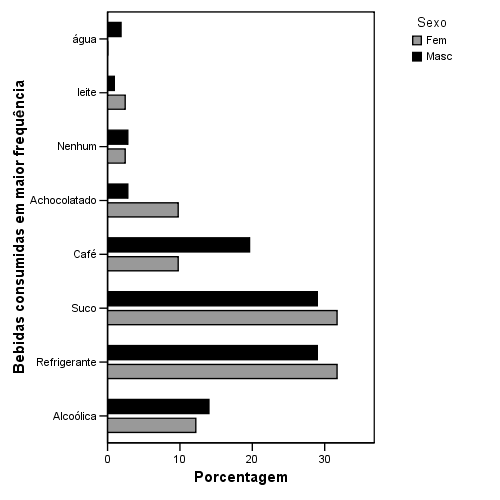 Sexo
Fem
Masc
Bebidas consumidas em maior frequência
água
leite
Nenhum
Achocolatado
Café
Suco
Refrigerante
Alcoólica
0 10 20 30
Porcentagem